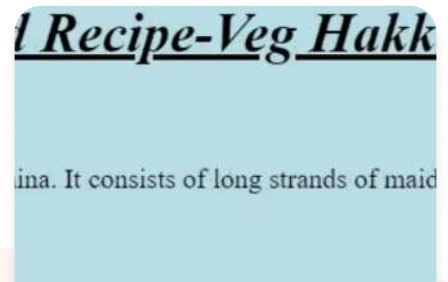 d Recipe-Veg Hakk
ina. It consists of long strands of maid